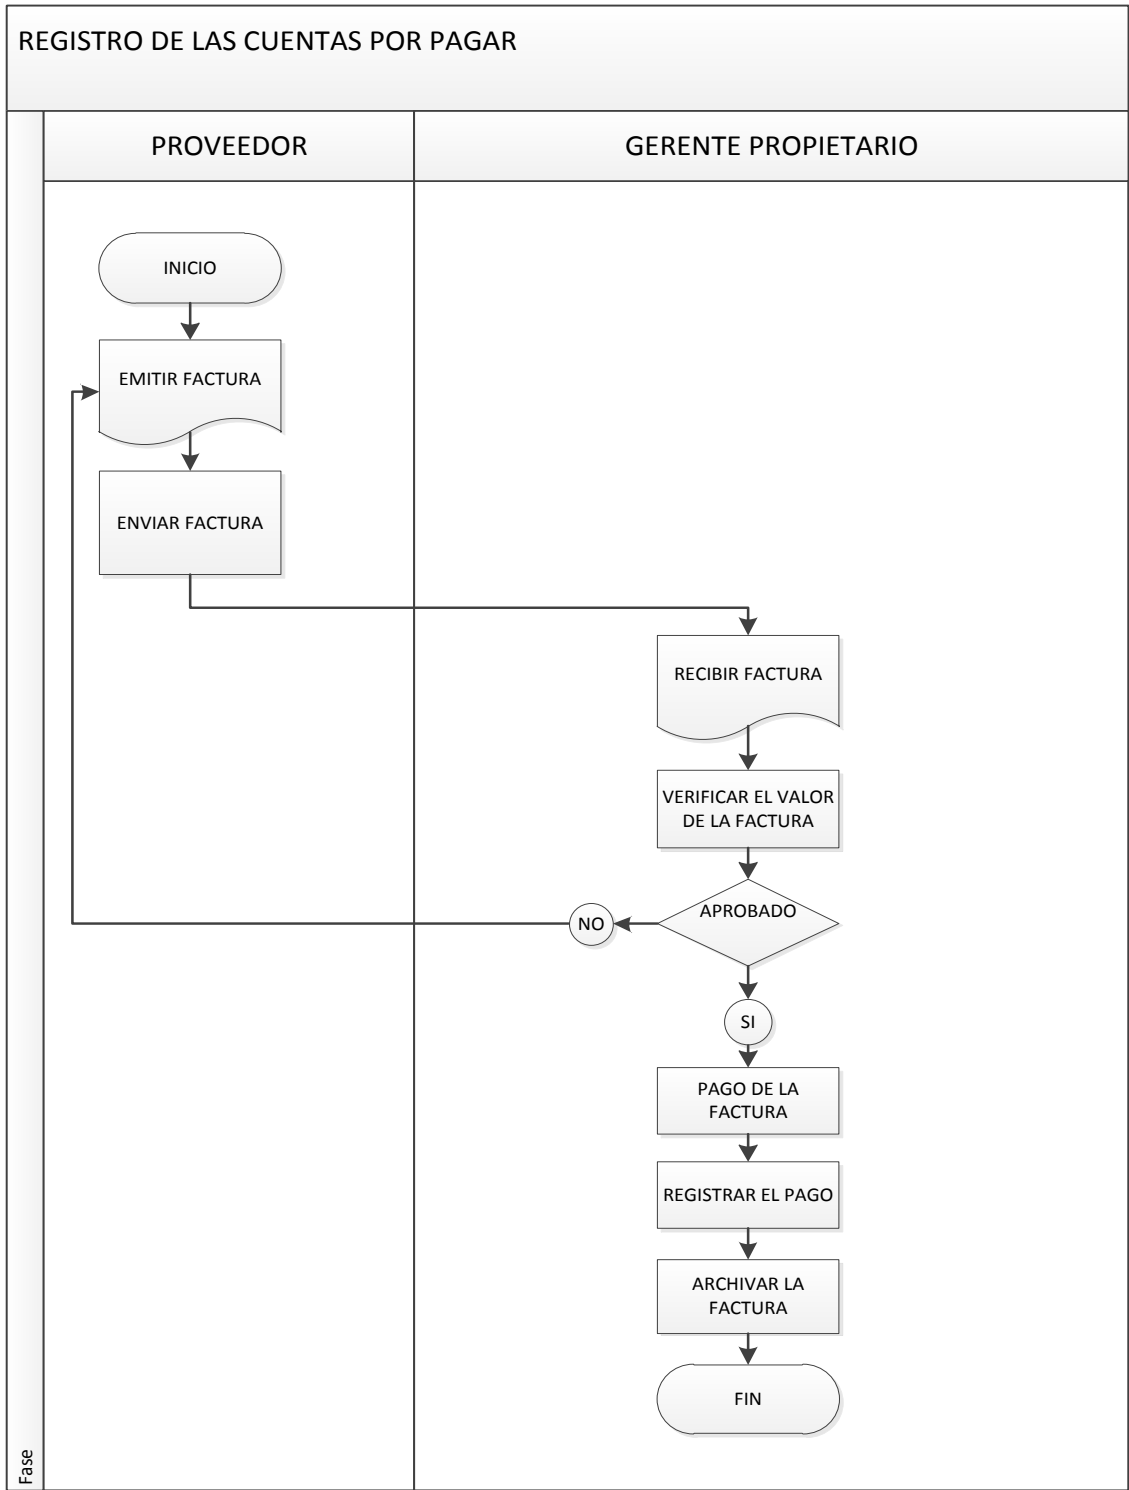 REGISTRO DE LAS CUENTAS POR PAGAR
PROVEEDOR
GERENTE PROPIETARIO
INICIO
EMITIR FACTURA
ENVIAR FACTURA
RECIBIR FACTURA
VERIFICAR EL VALOR
DE LA FACTURA
APROBADO
NO
SI
PAGO DE LA
FACTURA
REGISTRAR EL PAGO
ARCHIVAR LA
FACTURA
FIN
Fase